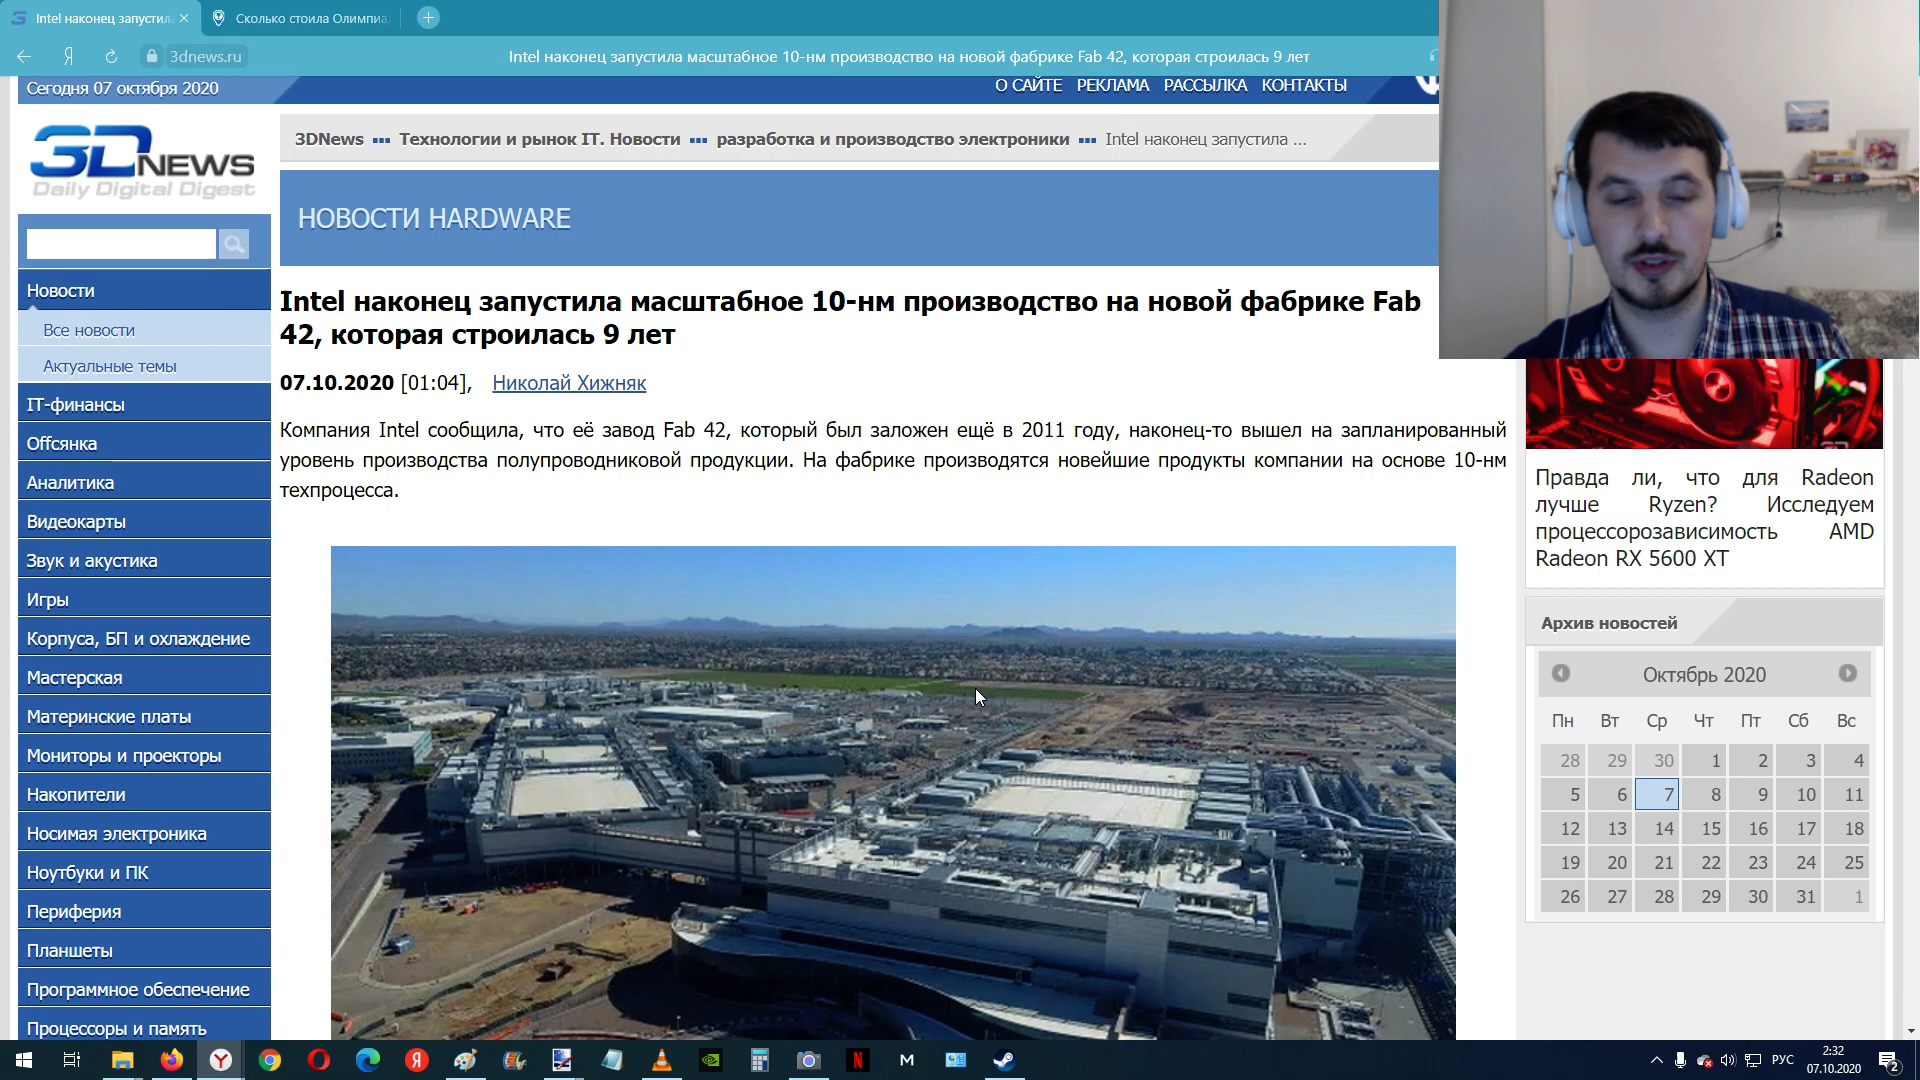 Intel наконец запустила
Сколько стоила Олимпиа
3dnews.ru
Intel наконец запустила масштабное 10-нм производство на новой фабрике Fab 42, которая строилась 9 лет
Сегодня 07 октября 2020
О САЙТЕ РЕКЛАМА РАССЫЛКА КОНТАКТЫ
3DNEWS
Daily Digital Digest
3DNews Технологии и рынок IT. Новости разработка и производство электроники Intel наконец запустила ...
НОВОСТИ HARDWARE
Новости
Все новости
Актуальные темы
IT-финансы
Offсянка
Аналитика
Видеокарты
Звук и акустика
Игры
Корпуса, БП и охлаждение
Мастерская
Материнские платы
Мониторы и проекторы
Накопители
Носимая электроника
Ноутбуки и ПК
Периферия
Планшеты
Программное обеспечение
Процессоры и память
Intel наконец запустила масштабное 10-нм производство на новой фабрике Fab
42, которая строилась 9 лет
07.10.2020 [01:04], Николай Хижняк
Компания Intel сообщила, что её завод Fab 42, который был заложен ещё в 2011 году, наконец-то вышел на запланированный
уровень производства полупроводниковой продукции. На фабрике производятся новейшие продукты компании на основе 10-нм
техпроцесса.
Правда ли, что для Radeon
лучше Ryzen? Исследуем
процессорозависимость AMD
Radeon RX 5600 XT
Архив новостей
Октябрь 2020
Пн Вт Ср Чт Пт Сб Вс
28 29 30 1 2 3 4
5 6 7 8 9 10 11
12 13 14 15 16 17 18
19 20 21 22 23 24 25
26 27 28 29 30 31 1
РУС
2:32
07.10.2020
2